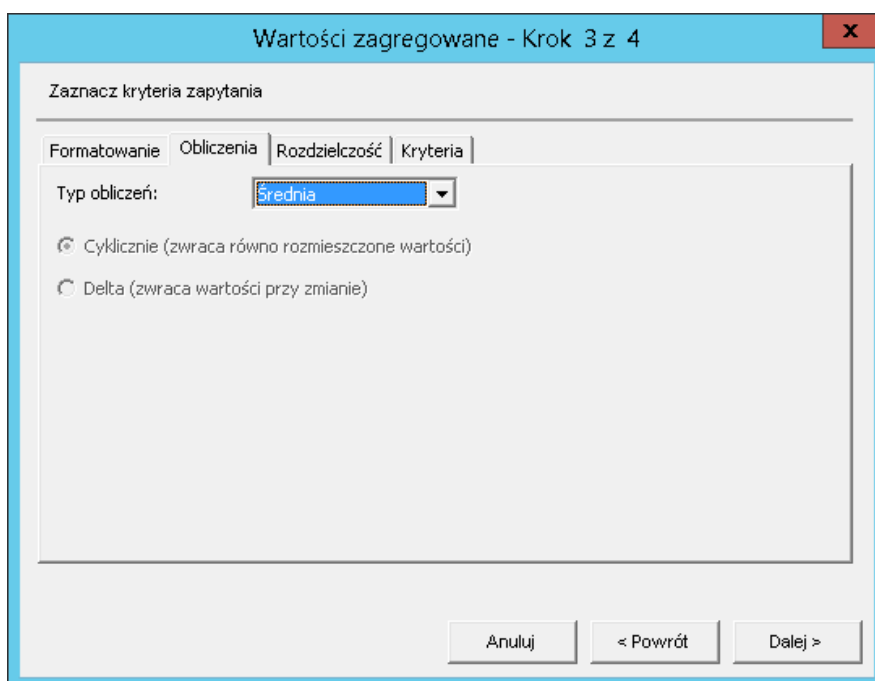 Wartości zagregowane - Krok 3 z 4
x
Zaznacz kryteria zapytania
Formatowanie Obliczenia Rozdzielczość Kryteria
Typ obliczeń: Średnia
Cyklicznie (zwraca równo rozmieszczone wartości)
Delta (zwraca wartości przy zmianie)
Anuluj < Powrót Dalej >